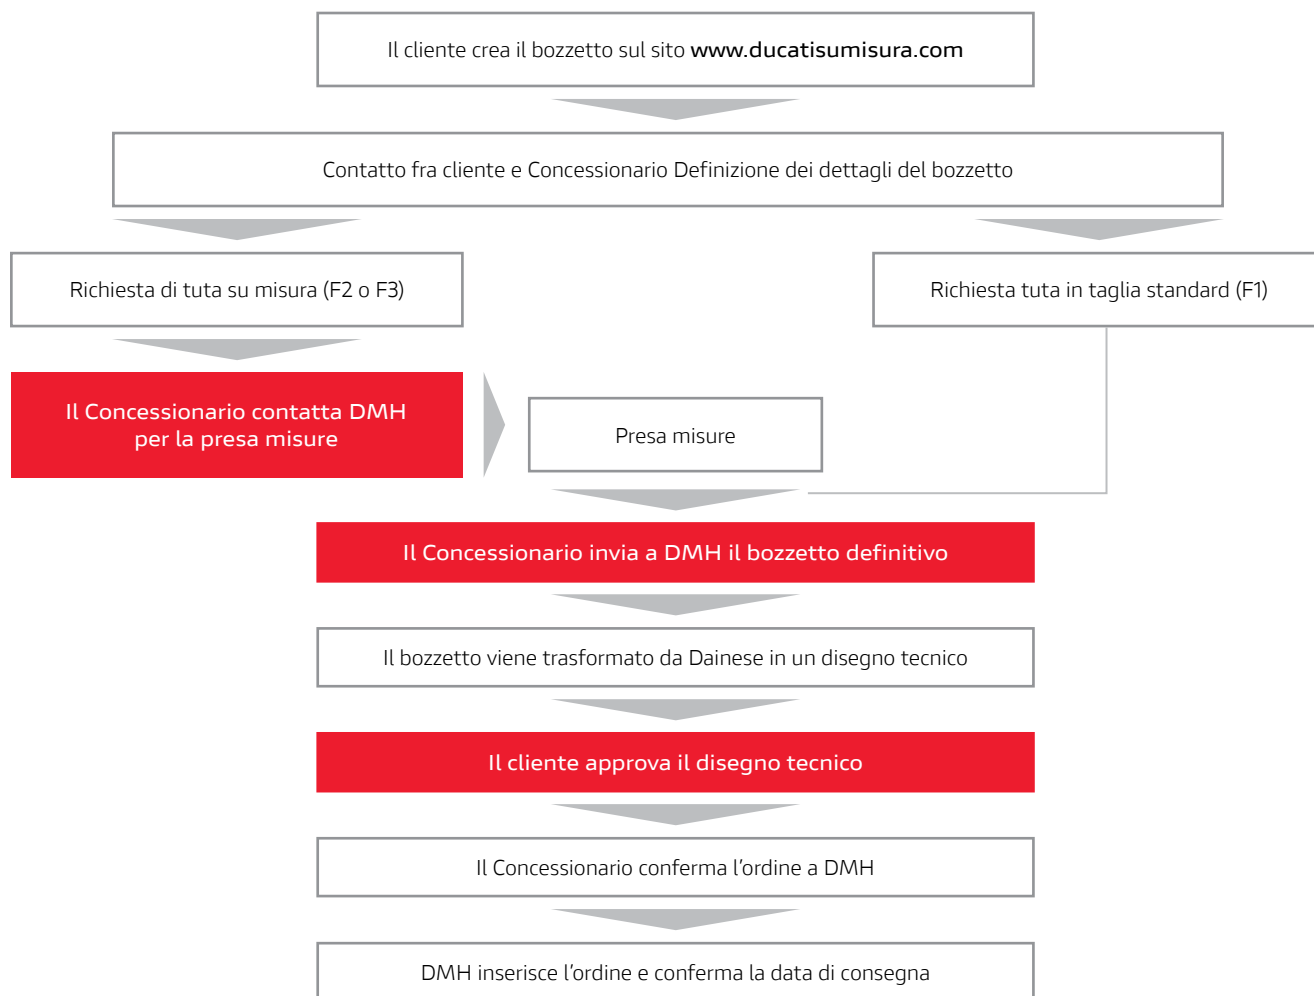 Il cliente crea il bozzetto sul sito www.ducatisumisura.com
Contatto fra cliente e Concessionario Definizione dei dettagli del bozzetto
Richiesta di tuta su misura (F2 o F3)
Richiesta tuta in taglia standard (F1)
Il Concessionario contatta DMH
per la presa misure
Presa misure
Il Concessionario invia a DMH il bozzetto definitivo
Il bozzetto viene trasformato da Dainese in un disegno tecnico
Il cliente approva il disegno tecnico
Il Concessionario conferma l’ordine a DMH
DMH inserisce l’ordine e conferma la data di consegna